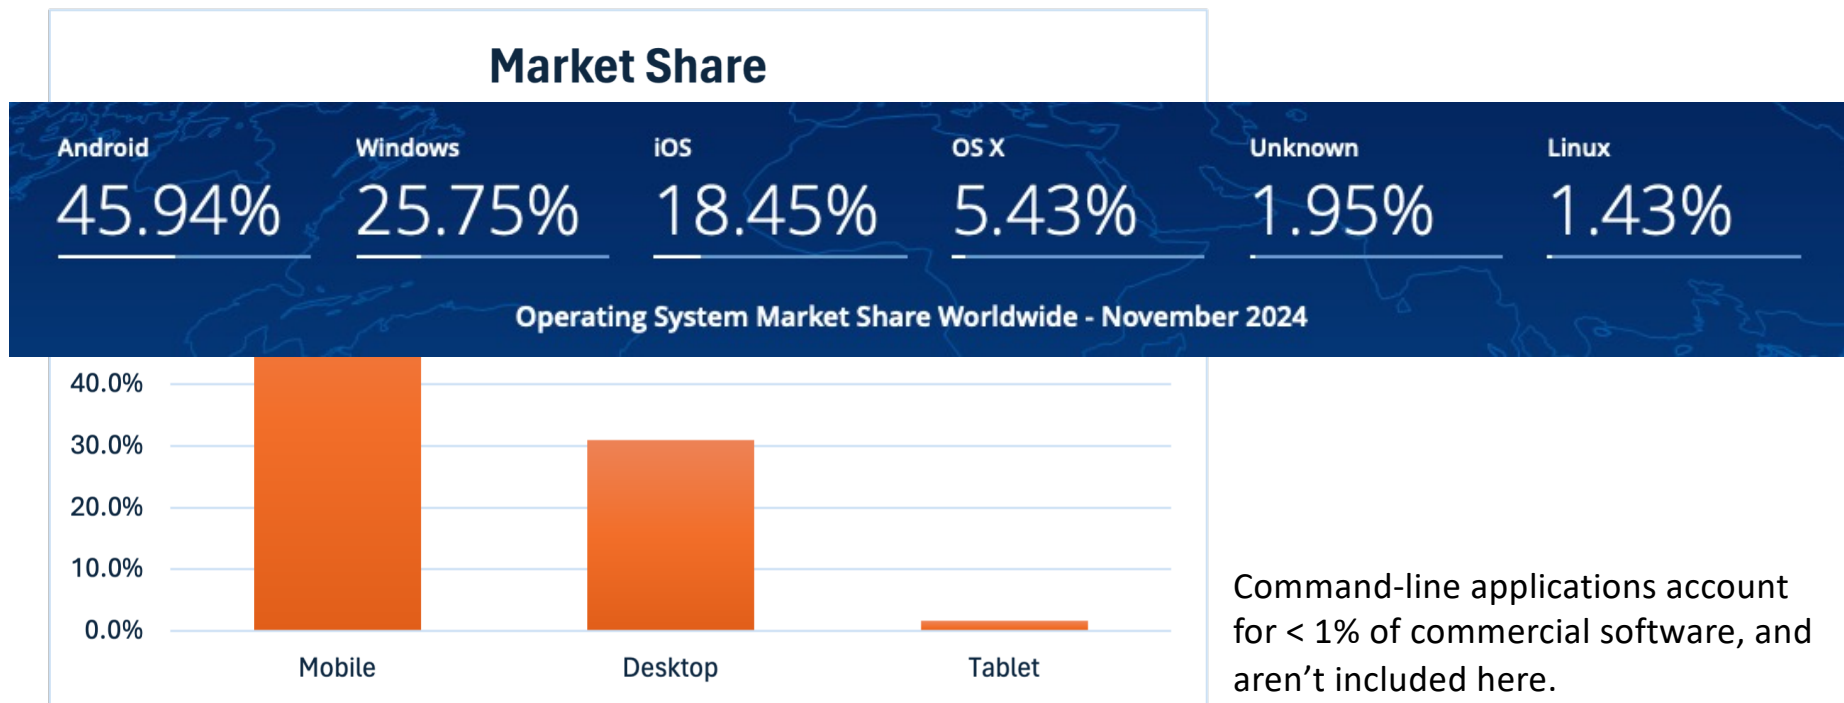 Market Share
Android Windows iOS OS X Unknown Linux
45.94% 25.75% 18.45% 5.43% 1.95% 1.43%
Operating System Market Share Worldwide - November 2024
40.0%
30.0%
20.0%
10.0%
0.0%
Mobile Desktop Tablet
Command-line applications account
for < 1% of commercial software, and
aren’t included here.